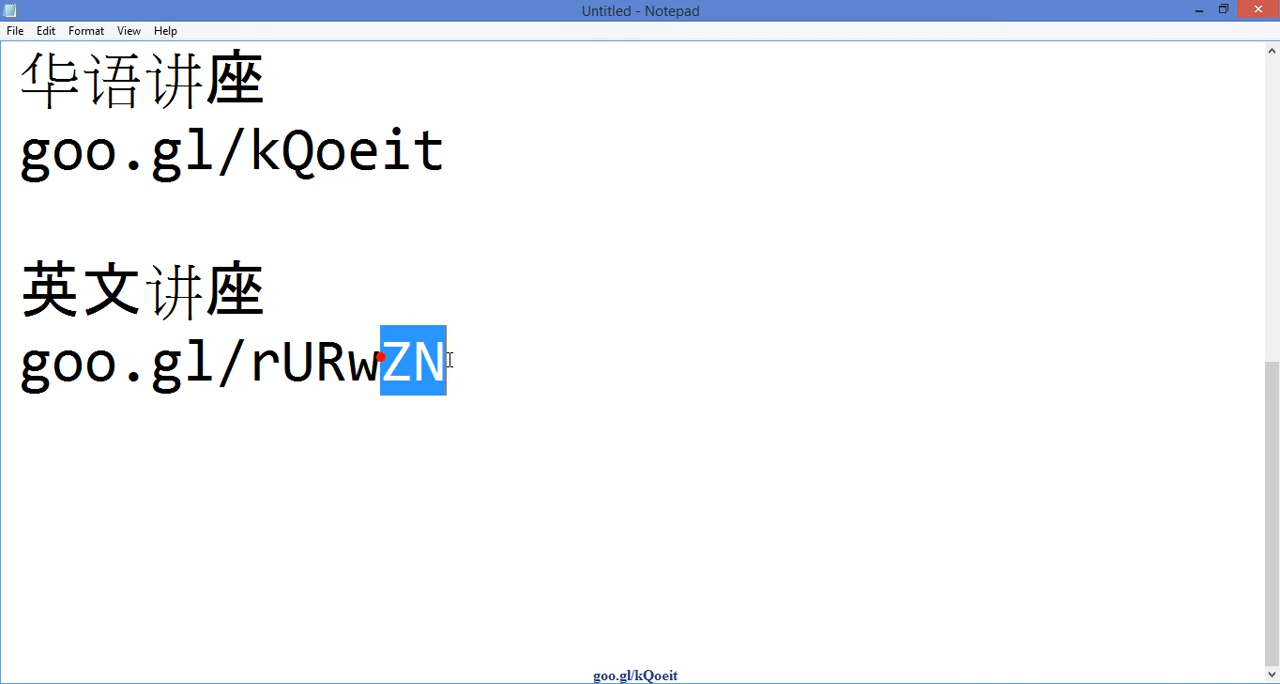 Untitled - Notepad
File Edit Format View Help
华语讲座
goo.gl/kQoeit
英文讲座
goo.gl/rURwZN
goo.gl/kQoeit